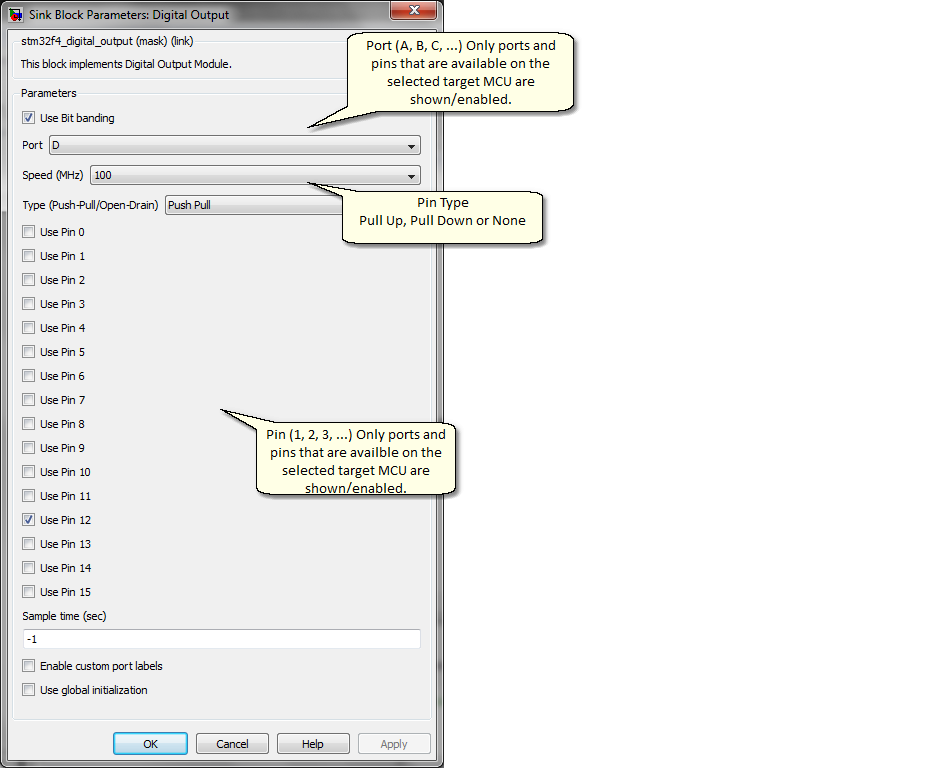 Sink Block Parameters: Digital Output
stm32f4_digital_output (mask) (link)
This block implements Digital Output Module.
Port (A, B, C, ...) Only ports and
pins that are available on the
selected target MCU are
shown/enabled.
Parameters
Use Bit banding
Port D
Speed (MHz) 100
Type (Push-Pull/Open-Drain) Push Pull
Pin Type
Pull Up, Pull Down or None
Use Pin 0
Use Pin 1
Use Pin 2
Use Pin 3
Use Pin 4
Use Pin 5
Use Pin 6
Use Pin 7
Use Pin 8
Use Pin 9
Use Pin 10
Use Pin 11
Use Pin 12
Use Pin 13
Use Pin 14
Use Pin 15
Pin (1, 2, 3, ...) Only ports and
pins that are availble on the
selected target MCU are
shown/enabled.
Sample time (sec)
-1
Enable custom port labels
Use global initialization
OK Cancel Help Apply